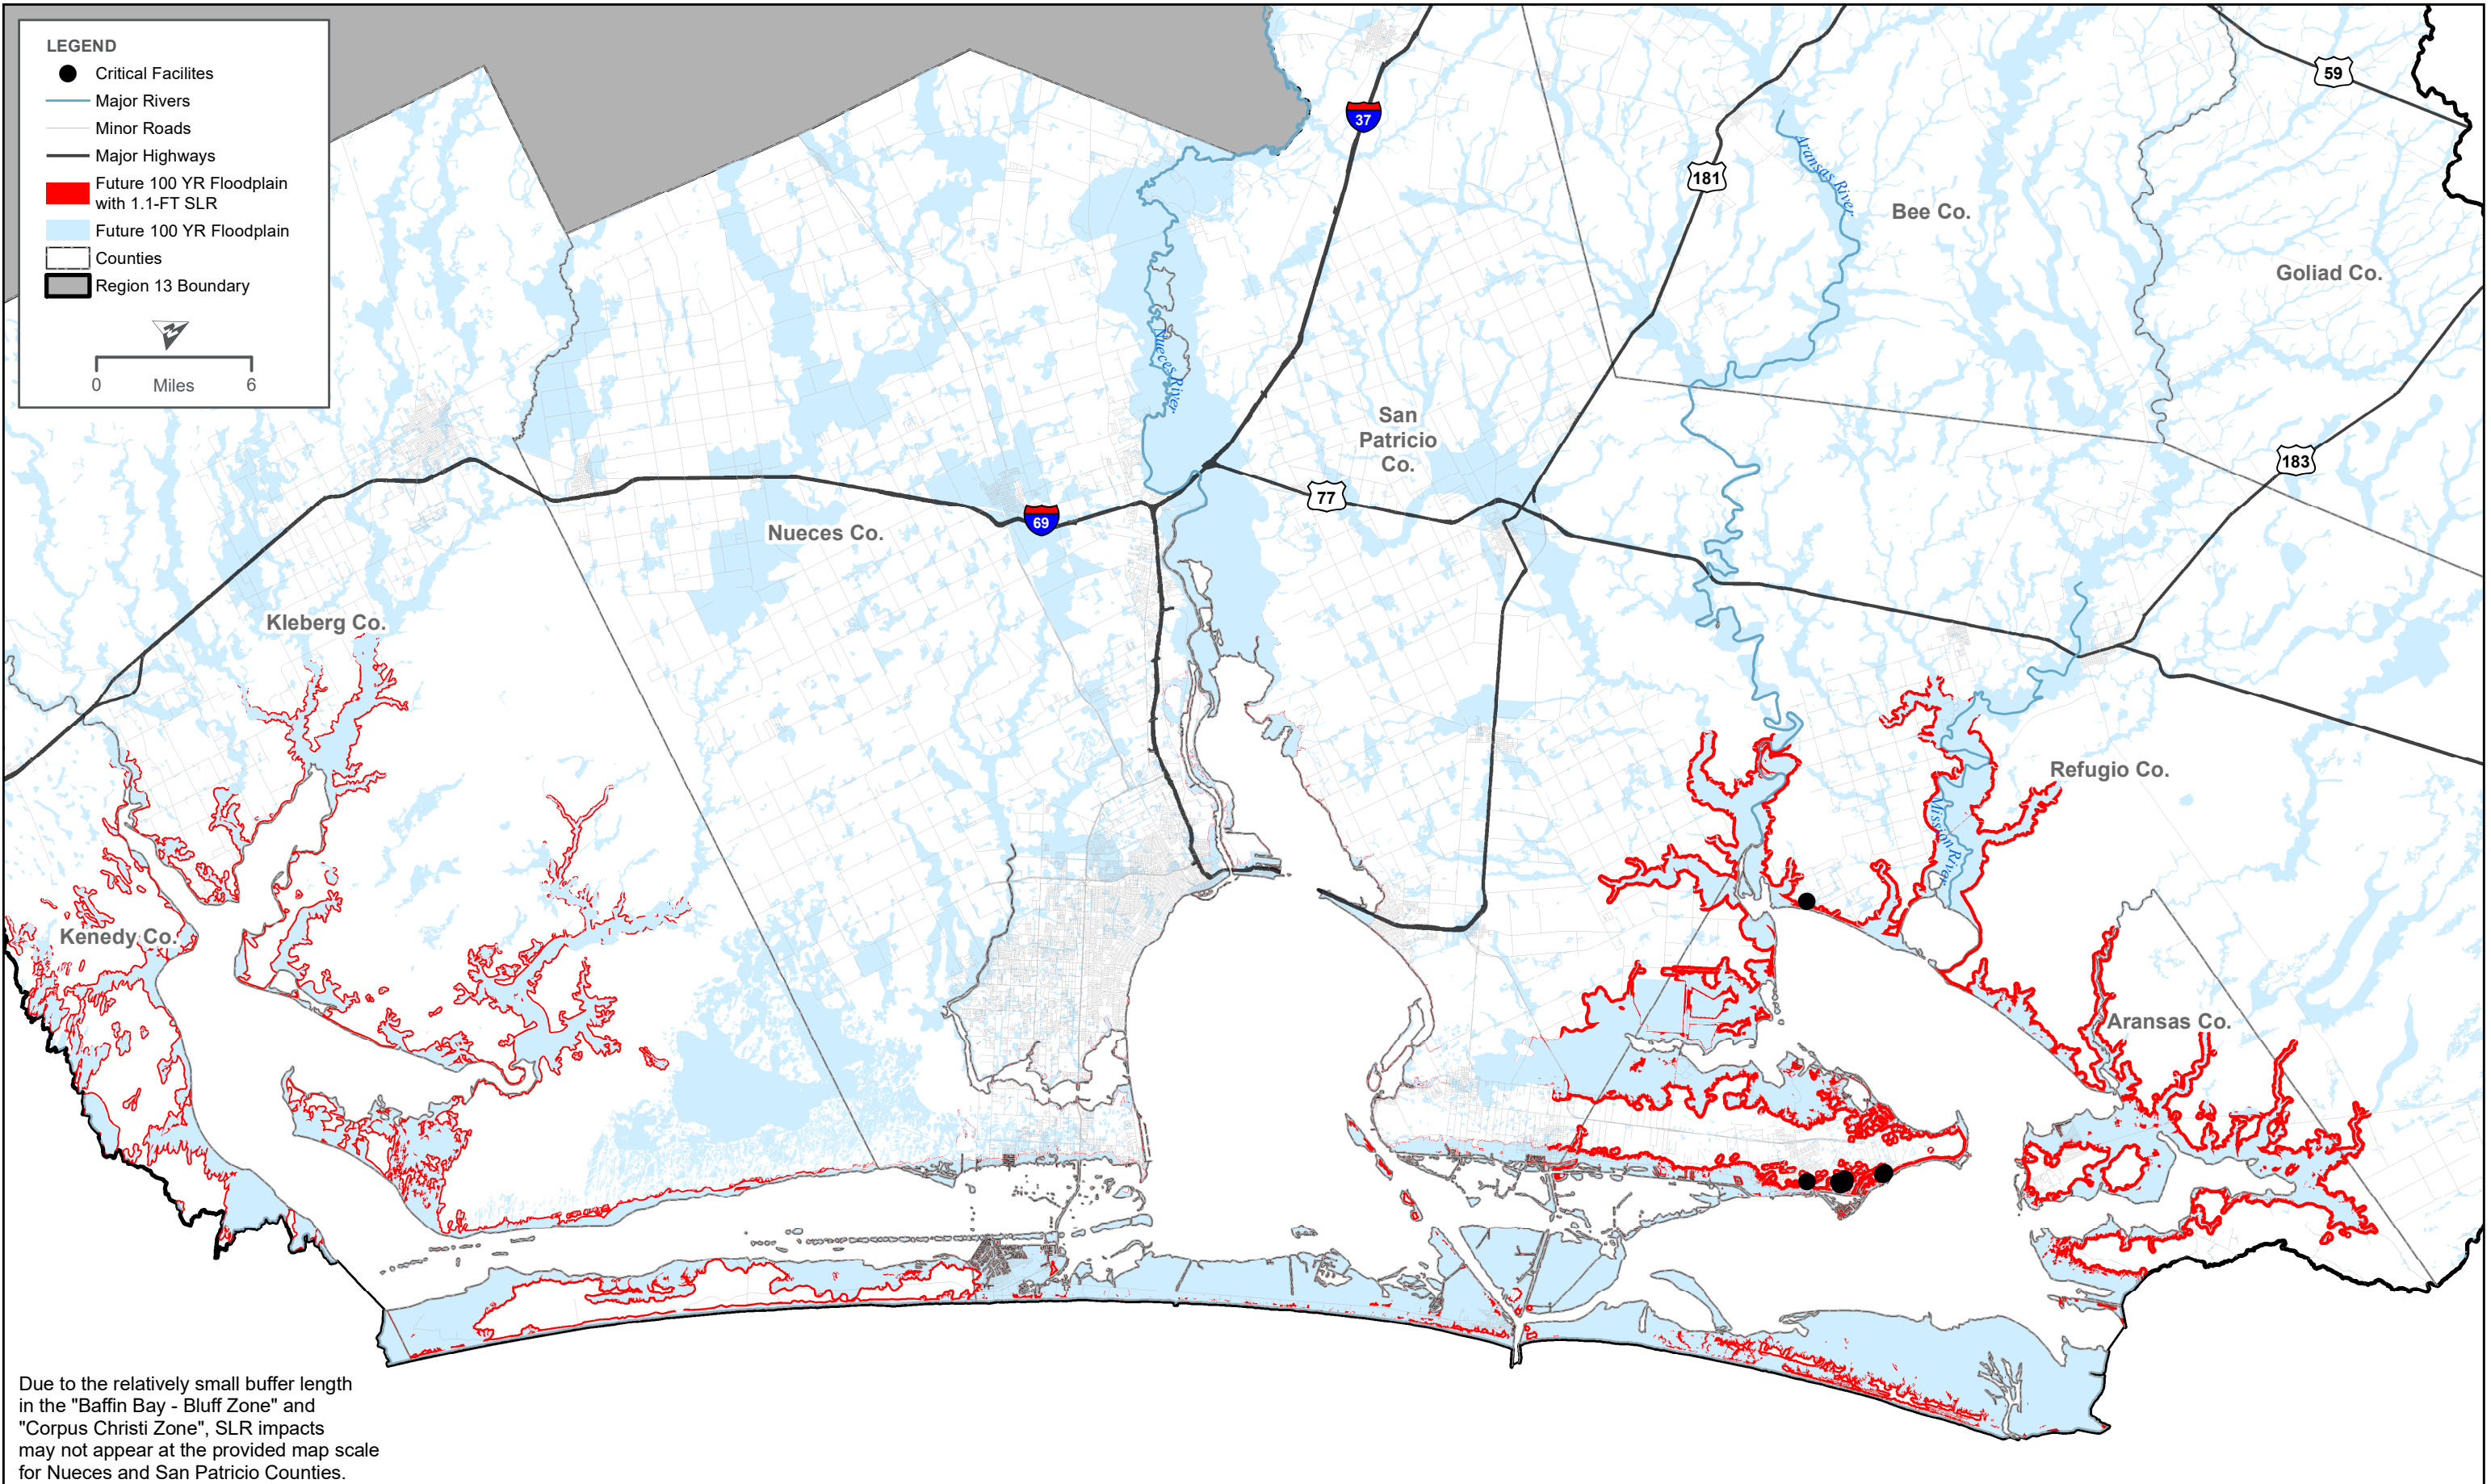 LEGEND
Critical Facilites
Major Rivers
Minor Roads
Major Highways
Future 100 YR Floodplain
with 1.1-FT SLR
Future 100 YR Floodplain
Counties
Region 13 Boundary
N
0 Miles 6
59
37
181
Aransas River
Bee Co.
Goliad Co.
Nueces River
San
Patricio
Co.
183
77
69
Nueces Co.
Kleberg Co.
Refugio Co.
Mission River
Kenedy Co.
Aransas Co.
Due to the relatively small buffer length
in the "Baffin Bay - Bluff Zone" and
"Corpus Christi Zone", SLR impacts
may not appear at the provided map scale
for Nueces and San Patricio Counties.